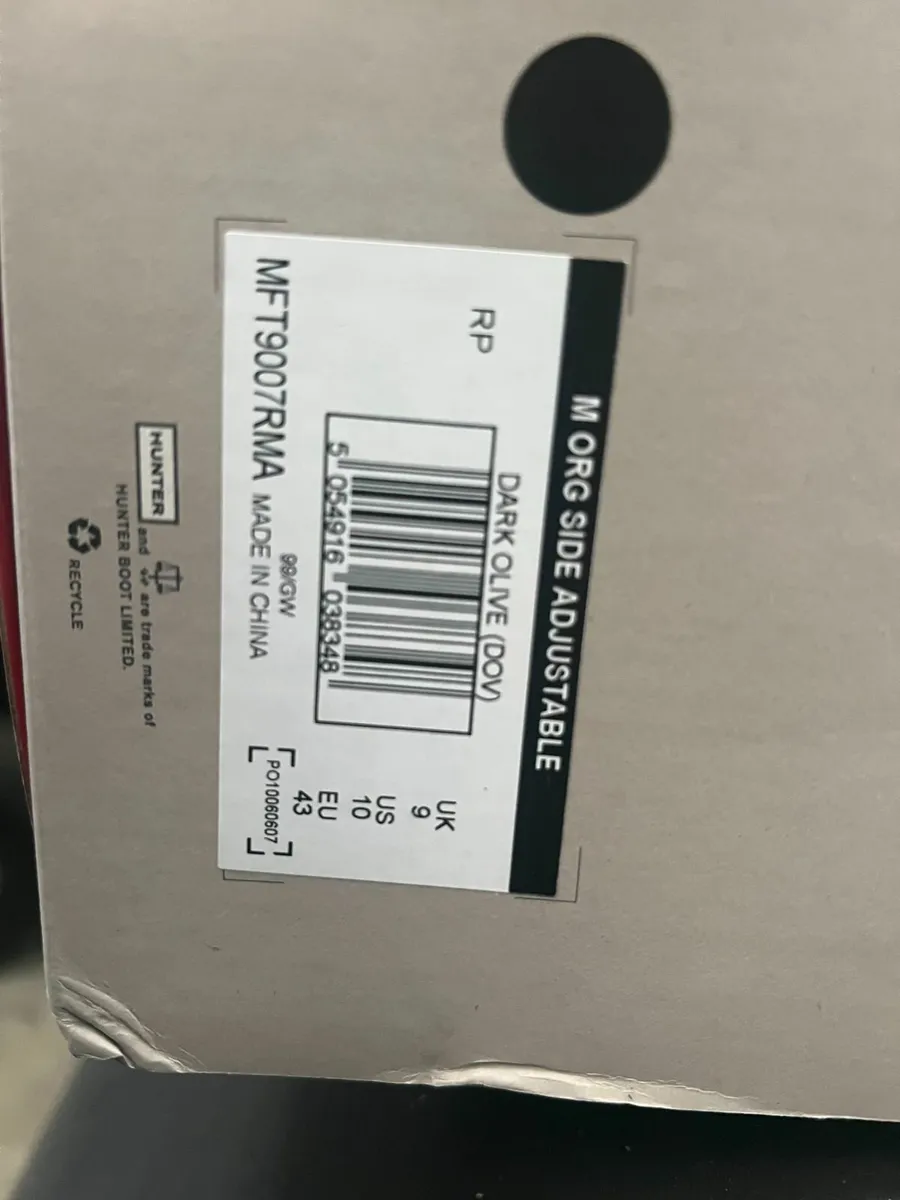 M ORG SIDE ADJUSTABLE
DARK OLIVE (DOV)
RP
UK
9
US
10
EU
43
5 054916 038348
99/GW
MFT9007RMA MADE IN CHINA
PO10060607
HUNTER and are trade marks of
HUNTER BOOT LIMITED.
RECYCLE